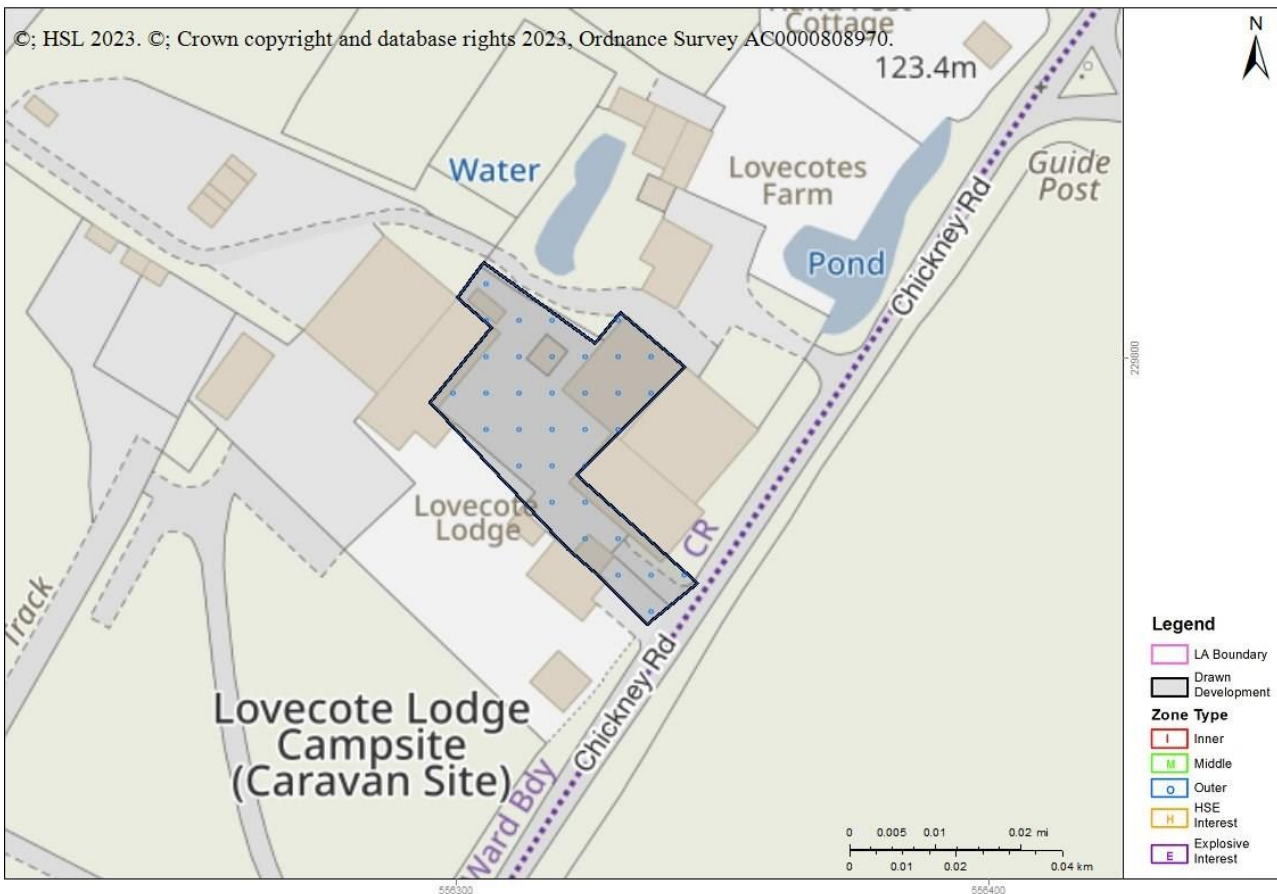 ©; HSL 2023. ©; Crown copyright and database rights 2023, Ordnance Survey AC0000808970.
Cottage
123.4m
N
Water
Lovecotes
Farm
Guide
Post
Pond
Chickney Rd
229800
Lovecote
Lodge
CR
Track
Chickney Rd
Lovecote Lodge
Campsite
(Caravan Site)
Ward Bdy
0 0.005 0.01 0.02 mi
0 0.01 0.02 0.04 km
556300
556400
Legend
LA Boundary
Drawn
Development
Zone Type
I Inner
M Middle
O Outer
H HSE
Interest
E Explosive
Interest